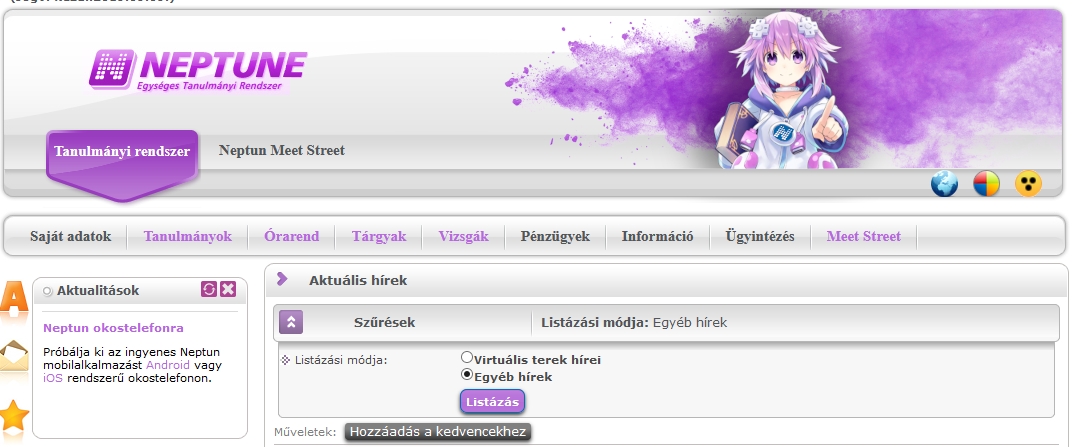 NEPTUNE
Egységes Tanulmányi Rendszer
Tanulmányi rendszer
Neptun Meet Street
Saját adatok
Tanulmányok
Órarend
Tárgyak
Vizsgák
Pénzügyek
Információ
Ügyintézés
Meet Street
Aktualitások
Neptun okostelefonra
Próbálja ki az ingyenes Neptun
mobilalkalmazást Android vagy
iOS rendszerű okostelefonon.
Aktuális hírek
Szűrések
Listázási módja: Egyéb hírek
Listázási módja:
Virtuális terek hírei
Egyéb hírek
Listázás
Műveletek: Hozzáadás a kedvencekhez